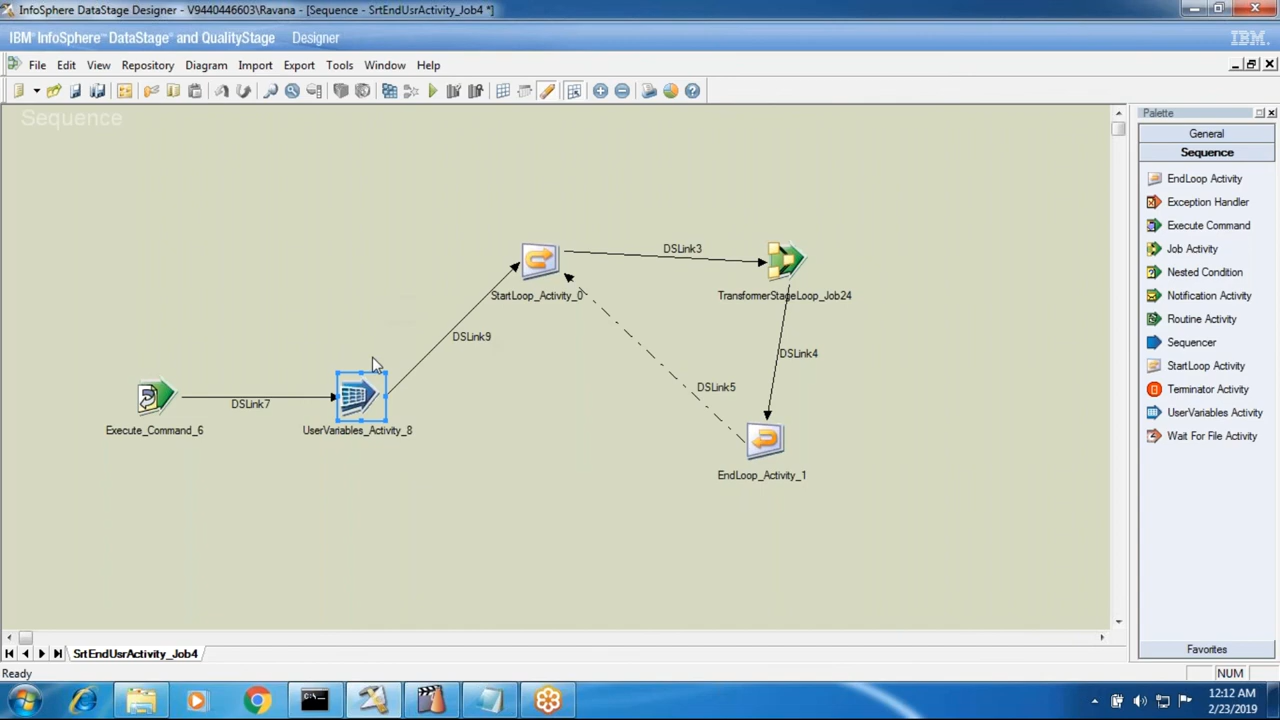 InfoSphere DataStage Designer - V9440446603\Ravana - [Sequence - SrtEndUsrActivity_Job4 *]
IBM® InfoSphere™ DataStage® and QualityStage Designer
IBM.
File Edit View Repository Diagram Import Export Tools Window Help
Sequence
DSLink3
StartLoop_Activity_0
TransformerStageLoop_Job24
DSLink9
DSLink4
DSLink5
DSLink7
Execute_Command_6
UserVariables_Activity_8
EndLoop_Activity_1
Palette
General
Sequence
EndLoop Activity
Exception Handler
Execute Command
Job Activity
Nested Condition
Notification Activity
Routine Activity
Sequencer
StartLoop Activity
Terminator Activity
UserVariables Activity
Wait For File Activity
Favorites
SrtEndUsrActivity_Job4
Ready
NUM
12:12 AM
2/23/2019